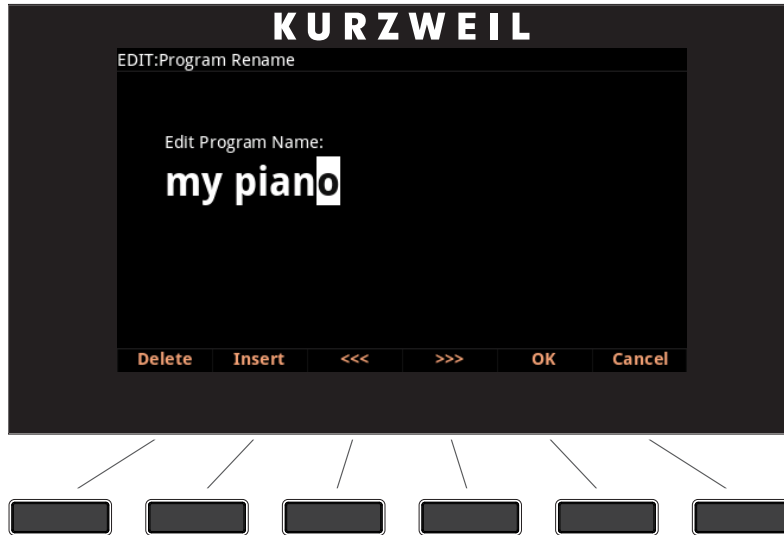 KURZWEIL
EDIT:Program Rename
Edit Program Name:
my piano
Delete Insert <<< >>> OK Cancel